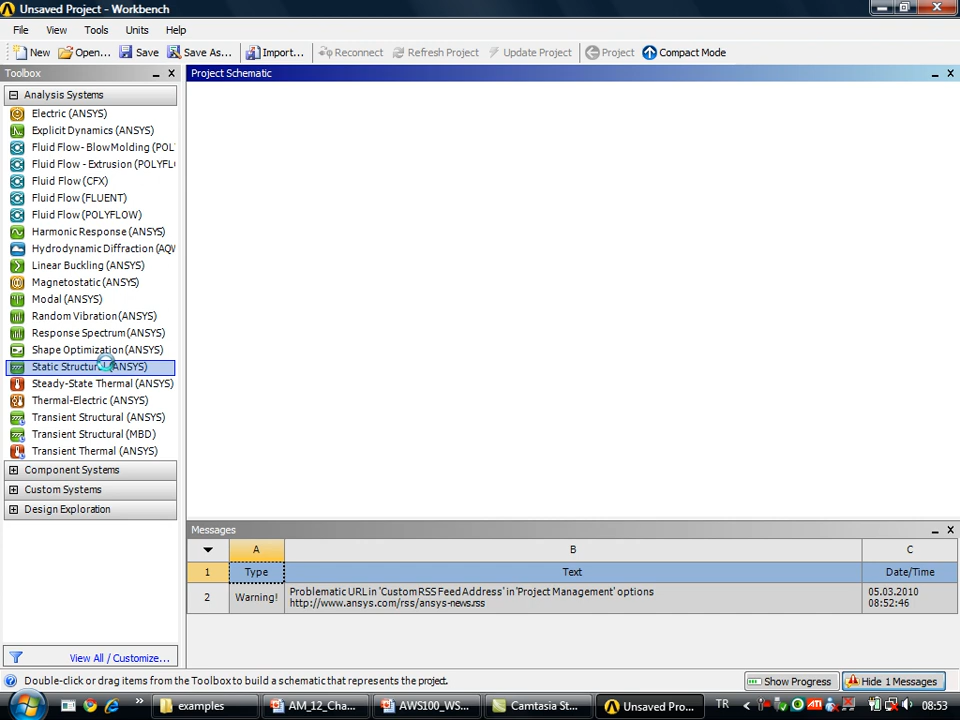 Unsaved Project - Workbench
File View Tools Units Help
New Open... Save Save As... Import... Reconnect Refresh Project Update Project Project Compact Mode
Toolbox
Project Schematic
Analysis Systems
Electric (ANSYS)
Explicit Dynamics (ANSYS)
Fluid Flow- BlowMolding (POL
Fluid Flow - Extrusion (POLYFL
Fluid Flow (CFX)
Fluid Flow (FLUENT)
Fluid Flow (POLYFLOW)
Harmonic Response (ANSYS)
Hydrodynamic Diffraction (AQW
Linear Buckling (ANSYS)
Magnetostatic (ANSYS)
Modal (ANSYS)
Random Vibration (ANSYS)
Response Spectrum (ANSYS)
Shape Optimization (ANSYS)
Static Structural (ANSYS)
Steady-State Thermal (ANSYS)
Thermal-Electric (ANSYS)
Transient Structural (ANSYS)
Transient Structural (MBD)
Transient Thermal (ANSYS)
Component Systems
Custom Systems
Design Exploration
View All / Customize...
Messages
A B C
1 Type Text Date/Time
2 Warning! Problematic URL in 'Custom RSS Feed Address' in 'Project Management' options
http://www.ansys.com/rss/ansys-news.rss
05.03.2010
08:52:46
Double-click or drag items from the Toolbox to build a schematic that represents the project.
Show Progress
Hide 1 Messages
examples AM_12_Cha... AWS100_WS... Camtasia St... Unsaved Pro... TR 08:53